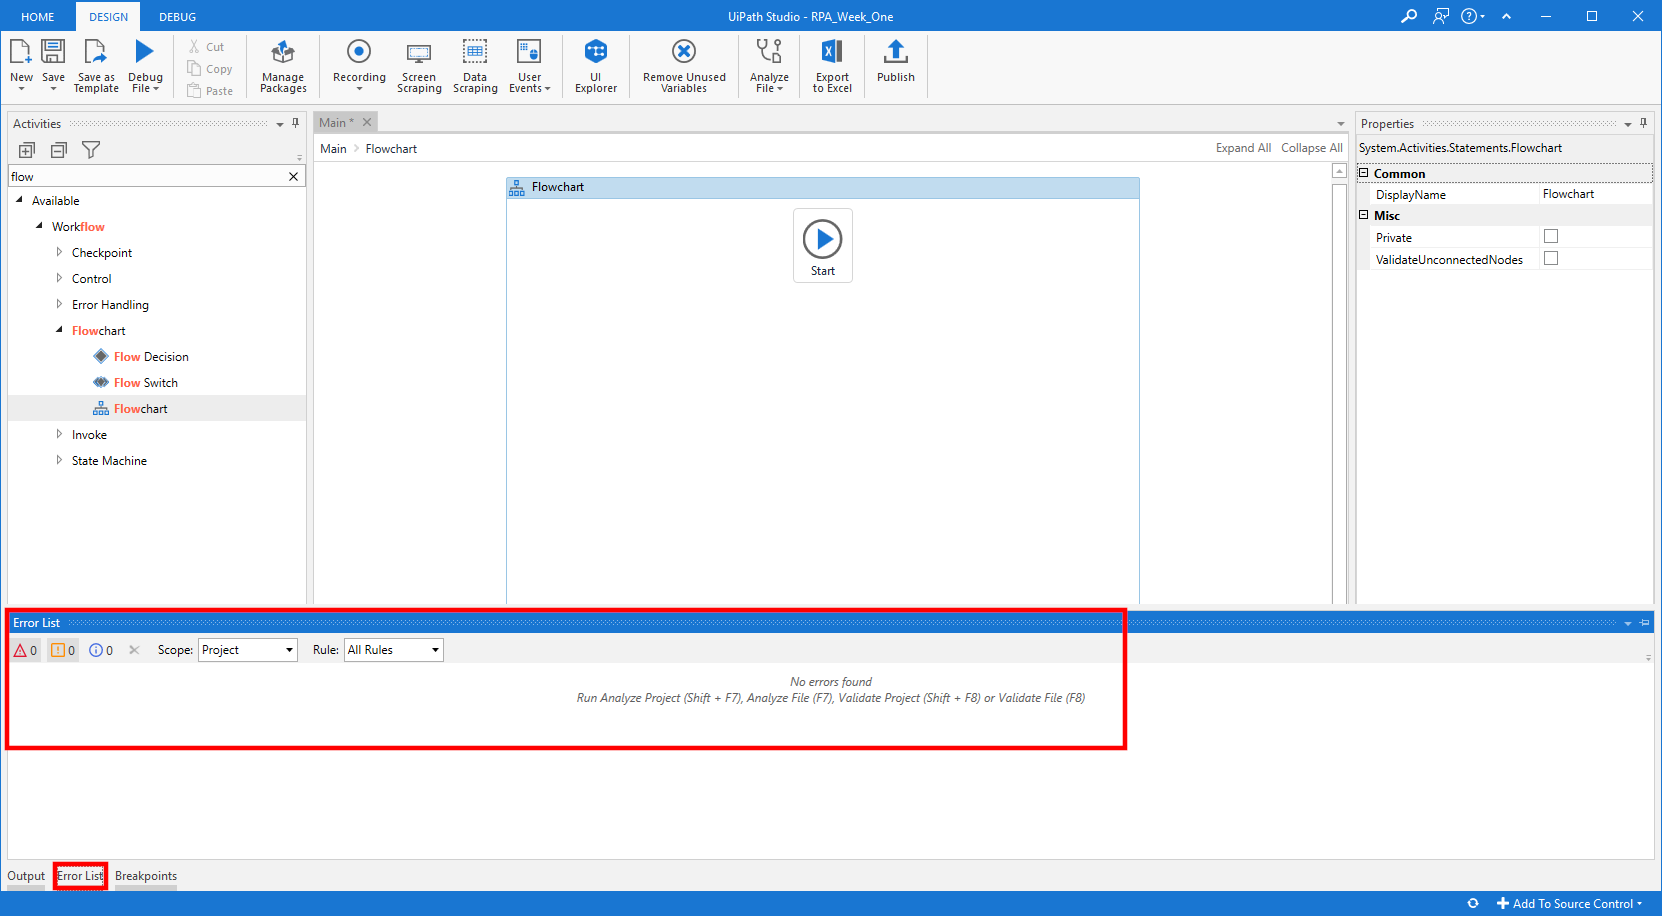 HOME DESIGN DEBUG
UiPath Studio - RPA_Week_One
New Save Save as Template Debug File
Cut
Copy
Paste
Manage Packages
Recording Screen Scraping Data Scraping User Events
UI Explorer
Remove Unused Variables
Analyze File
Export to Excel
Publish
Activities
flow
Available
Workflow
Checkpoint
Control
Error Handling
Flowchart
Flow Decision
Flow Switch
Flowchart
Invoke
State Machine
Main *
Main > Flowchart
Expand All Collapse All
Flowchart
Start
Properties
System.Activities.Statements.Flowchart
Common
DisplayName Flowchart
Misc
Private
ValidateUnconnectedNodes
Error List
0 0 0 Scope: Project Rule: All Rules
No errors found
Run Analyze Project (Shift + F7), Analyze File (F7), Validate Project (Shift + F8) or Validate File (F8)
Output Error List Breakpoints
Add To Source Control